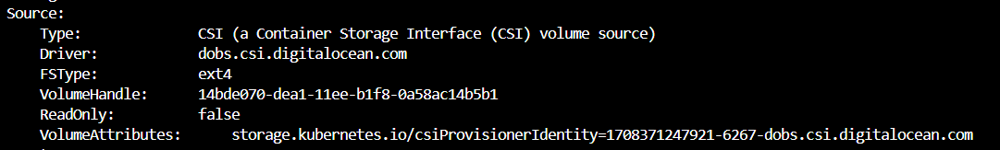 Source:
Type: CSI (a Container Storage Interface (CSI) volume source)
Driver: dobs.csi.digitalocean.com
FSType: ext4
VolumeHandle: 14bde070-dea1-11ee-b1f8-0a58ac14b5b1
ReadOnly: false
VolumeAttributes: storage.kubernetes.io/csiProvisionerIdentity=1708371247921-6267-dobs.csi.digitalocean.com